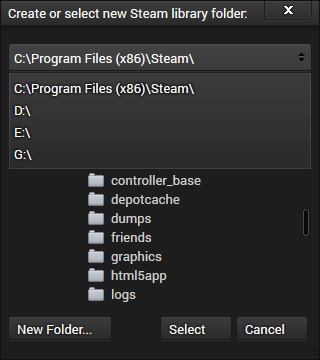 Create or select new Steam library folder:
X
C:\Program Files (x86)\Steam\
C:\Program Files (x86)\Steam\
D:\
E:\
G:\
controller_base
depotcache
dumps
friends
graphics
html5app
logs
New Folder... Select Cancel